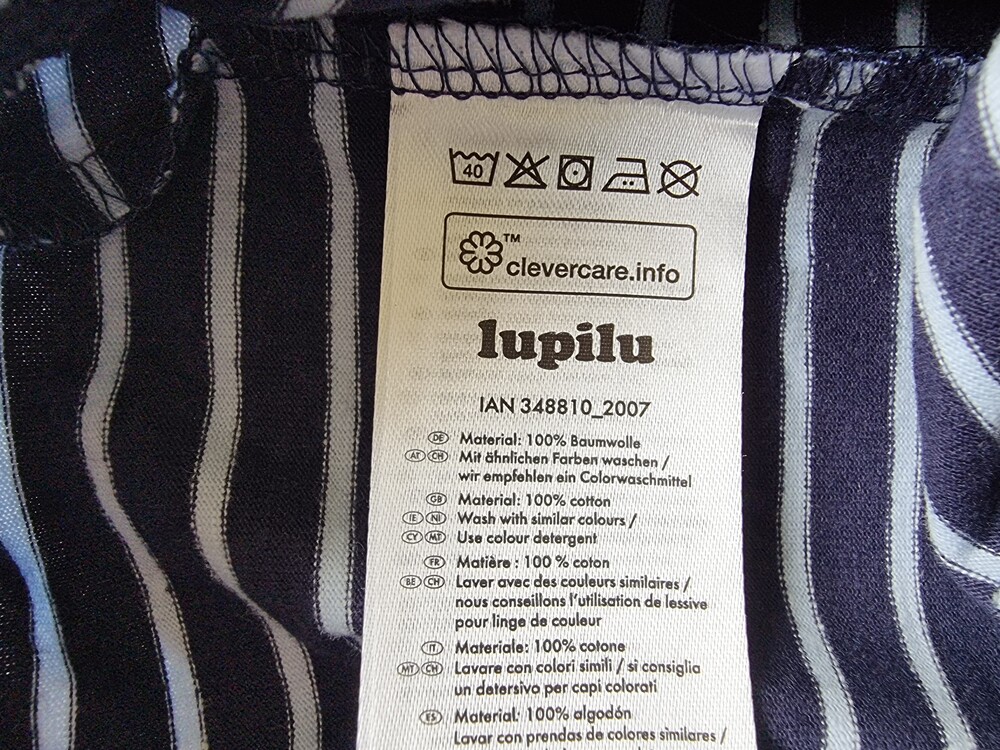 40
TM
clevercare.info
lupilu
IAN 348810_2007
DE Material: 100% Baumwolle
AT CH Mit ähnlichen Farben waschen /
wir empfehlen ein Colorwaschmittel
GB Material: 100% cotton
IE NI Wash with similar colours /
CY MT Use colour detergent
FR Matière : 100 % coton
BE CH Laver avec des couleurs similaires /
nous conseillons l'utilisation de lessive
pour linge de couleur
IT Materiale: 100% cotone
MT CH Lavare con colori simili / si consiglia
un detersivo per capi colorati
ES Material: 100% algodón
Lavar con prendas de colores similares /